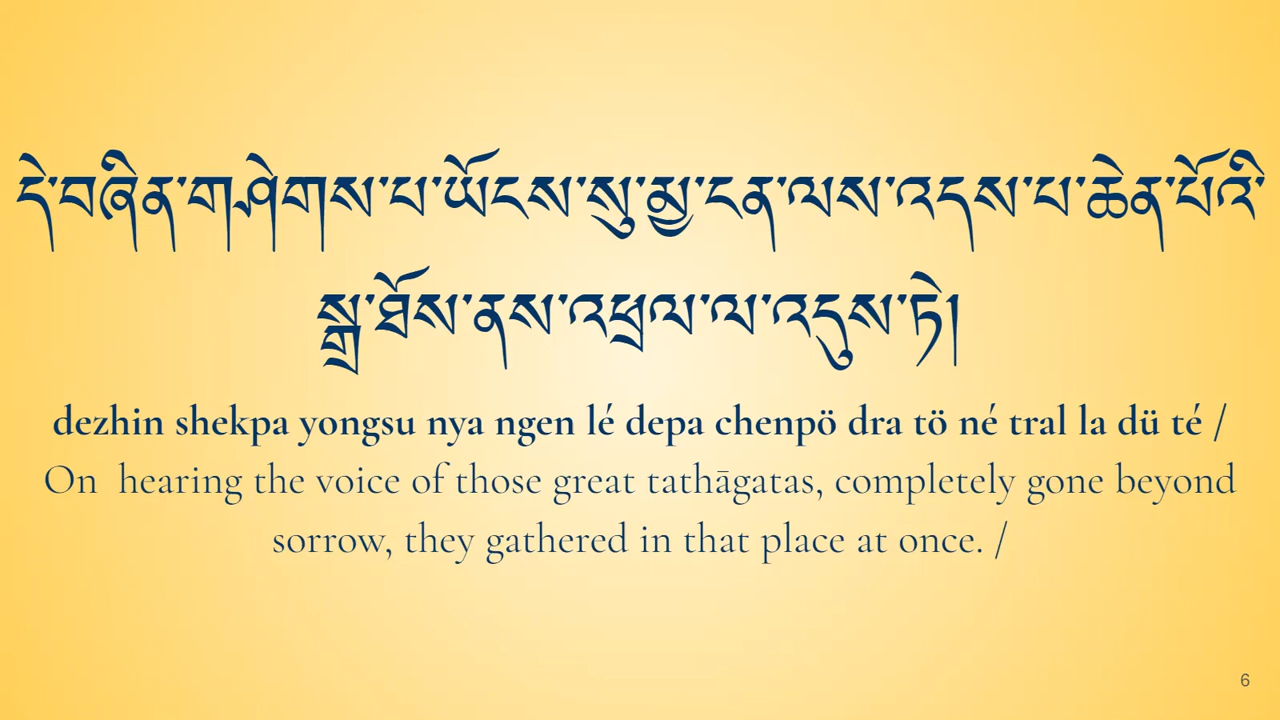 དེ་བཞིན་གཤེགས་པ་ཡོངས་སུ་མྱ་ངན་ལས་འདས་པ་ཆེན་པོའི་
སྒྲ་ཐོས་ནས་འཕྲལ་ལ་འདུས་ཏེ།
dezhin shekpa yongsu nya ngen lé depa chenpö dra tö né tral la dü té /
On  hearing the voice of those great tathāgatas, completely gone beyond
sorrow, they gathered in that place at once. /
6